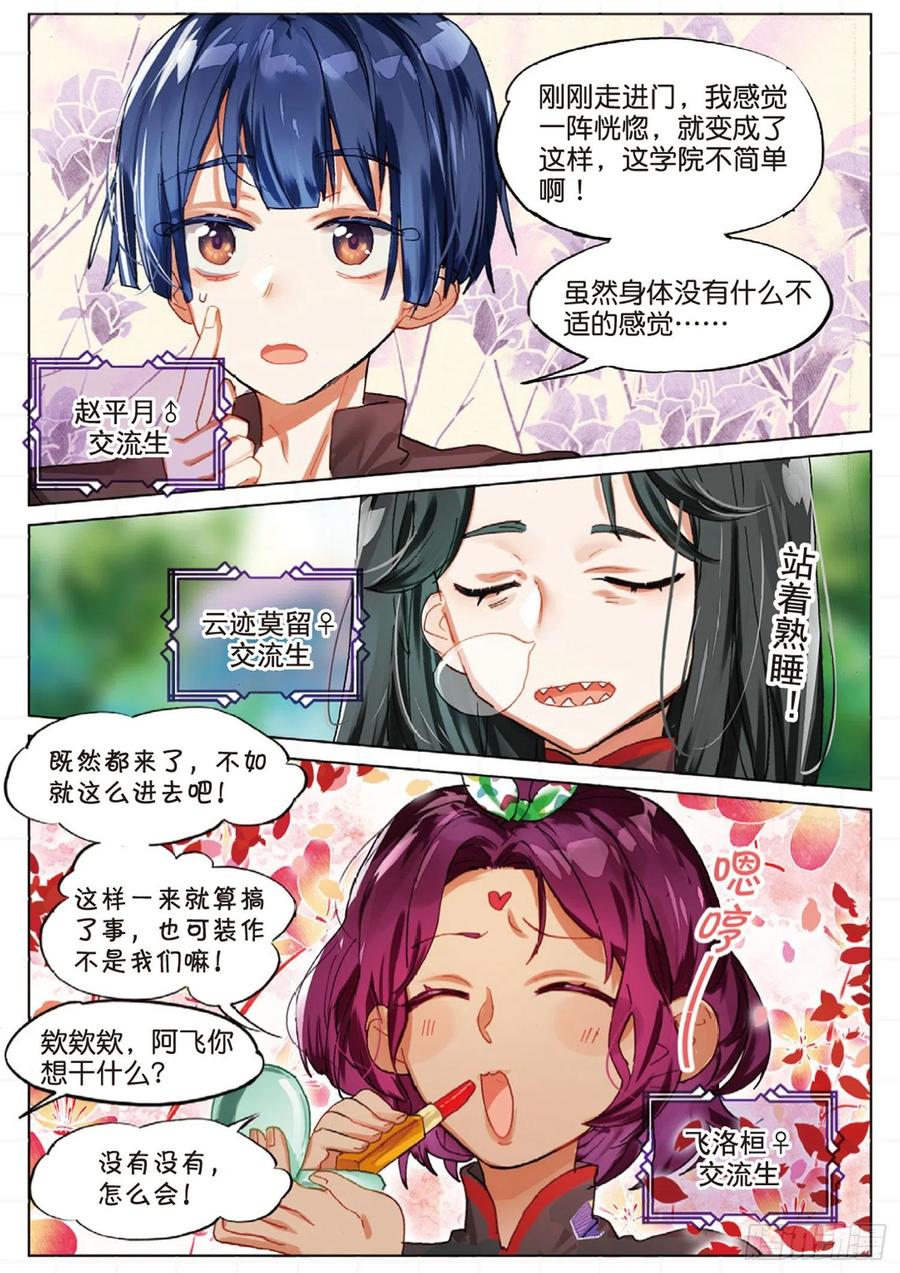 刚刚走进门，我感觉
一阵恍惚，就变成了
这样，这学院不简单
啊！
虽然身体没有什么不
适的感觉……
赵平月♂
交流生
站着熟睡！
云迹莫留♀
交流生
既然都来了，不如
就这么进去吧！
这样一来就算搞
了事，也可装作
不是我们嘛！
嗯哼
欸欸欸，阿飞你
想干什么？
飞洛桓♀
交流生
没有没有，
怎么会！